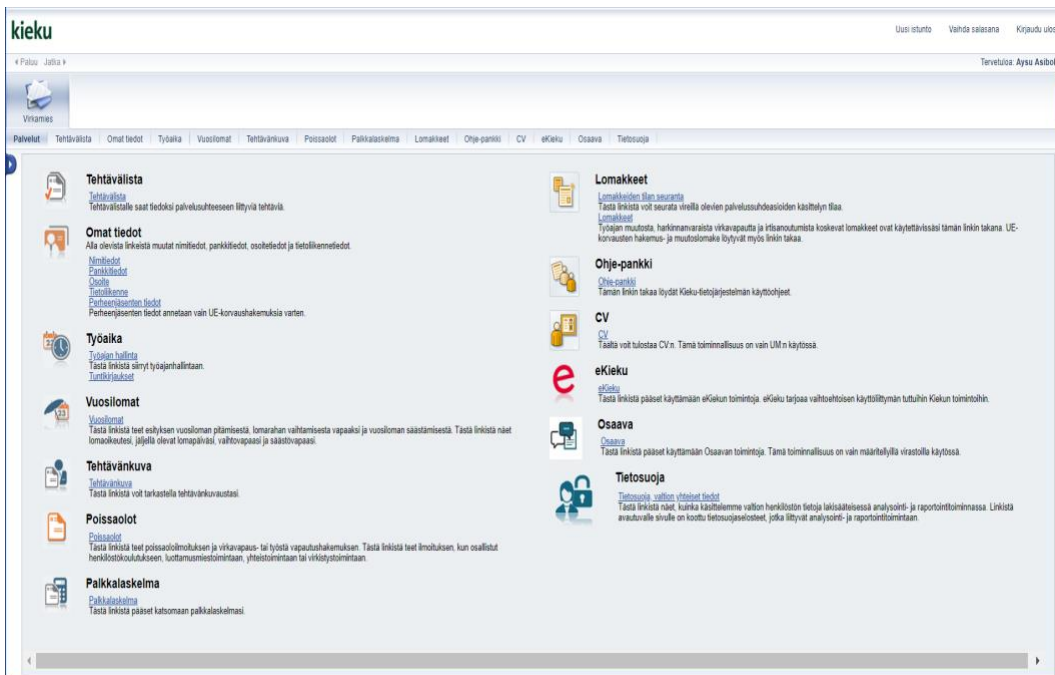 kieku
Uusi istunto Vaihda salasana Kirjaudu ulos
Paluu Jatka
Tervetuloa: Aysu Asibol
Virkamies
Palvelut Tehtävälista Omat tiedot Työaika Vuosilomat Tehtävänkuva Poissaolot Palkkalaskelma Lomakkeet Ohje-pankki CV eKieku Osaava Tietosuoja
Tehtävälista
Tehtävälista
Tehtävälistalle saat tiedoksi palvelusuhteeseen liittyviä tehtäviä.
Omat tiedot
Alla olevista linkeistä muutat nimitiedot, pankkitiedot, osoitetiedot ja tietoliikennetiedot.
Nimitiedot
Pankkitiedot
Osoite
Tietoliikenne
Perheenjäsenten tiedot
Perheenjäsenten tiedot annetaan vain UE-korvaushakemuksia varten.
Työaika
Työajan hallinta
Tästä linkistä siirryt työajanhallintaan.
Tuntikirjaukset
Vuosilomat
Vuosilomat
Tästä linkistä teet esityksen vuosiloman pitämisestä, lomarahan vaihtamisesta vapaaksi ja vuosiloman säästämisestä. Tästä linkistä näet
lomaoikeutesi, jäljellä olevat lomapäiväsi, vaihtovapaasi ja säästövapaasi.
Tehtävänkuva
Tehtävänkuva
Tästä linkistä voit tarkastella tehtävänkuvaustasi.
Poissaolot
Poissaolot
Tästä linkistä teet poissaoloilmoituksen ja virkavapaus- tai työstä vapautushakemuksen. Tästä linkistä teet ilmoituksen, kun osallistut
henkilöstökoulutukseen, luottamusmiestoimintaan, yhteistoimintaan tai virkistystoimintaan.
Palkkalaskelma
Palkkalaskelma
Tästä linkistä pääset katsomaan palkkalaskelmasi.
Lomakkeet
Lomakkeiden tilan seuranta
Tästä linkistä voit seurata vireillä olevien palvelussuhdeasioiden käsittelyn tilaa.
Lomakkeet
Työajan muutosta, harkinnanvaraista virkavapautta ja irtisanoutumista koskevat lomakkeet ovat käytettävissäsi tämän linkin takana. UE-
korvausten hakemus- ja muutoslomake löytyvät myös linkin takaa.
Ohje-pankki
Ohje-pankki
Tämän linkin takaa löydät Kieku-tietojärjestelmän käyttöohjeet.
CV
CV
Täältä voit tulostaa CV:n. Tämä toiminnallisuus on vain UM:n käytössä.
eKieku
eKieku
Tästä linkistä pääset käyttämään eKiekun toimintoja. eKieku tarjoaa vaihtoehtoisen käyttöliittymän tuttuihin Kiekun toimintoihin.
Osaava
Osaava
Tästä linkistä pääset käyttämään Osaavan toimintoja. Tämä toiminnallisuus on vain määritellyillä virastoilla käytössä.
Tietosuoja
Tietosuoja, valtion yhteiset tiedot
Tästä linkistä näet, kuinka käsittelemme valtion henkilöstön tietoja lakisääteisessä analysointi- ja raportointitoiminnassa. Linkistä
avautuvalle sivulle on koottu tietosuojaselosteet, jotka liittyvät analysointi- ja raportointitoimintaan.